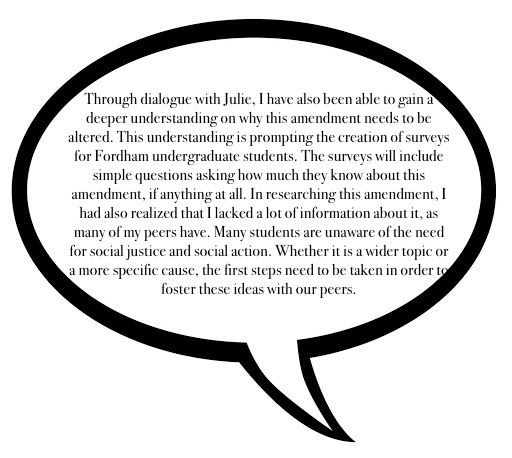 Through dialogue with Julie, I have also been able to gain a
deeper understanding on why this amendment needs to be
altered. This understanding is prompting the creation of surveys
for Fordham undergraduate students. The surveys will include
simple questions asking how much they know about this
amendment, if anything at all. In researching this amendment, I
had also realized that I lacked a lot of information about it, as
many of my peers have. Many students are unaware of the need
for social justice and social action. Whether it is a wider topic or
a more specific cause, the first steps need to be taken in order to
foster these ideas with our peers.